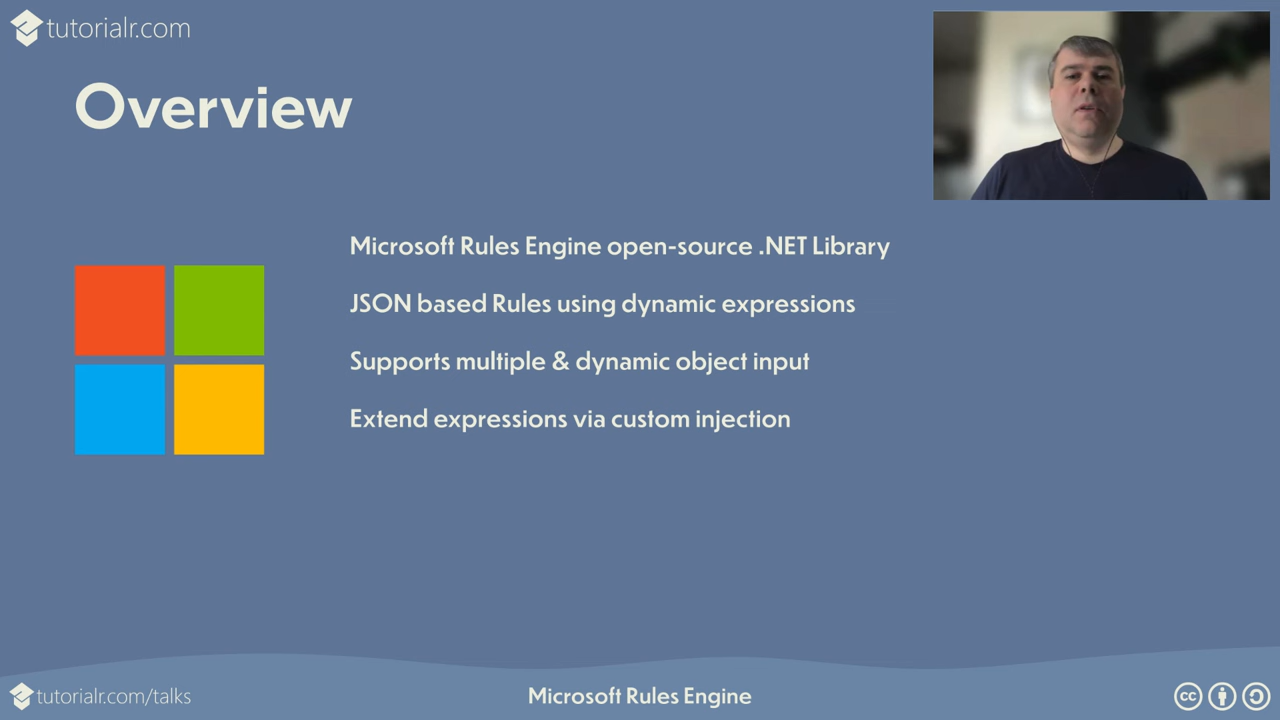 tutorialr.com
Overview
Microsoft Rules Engine open-source .NET Library
JSON based Rules using dynamic expressions
Supports multiple & dynamic object input
Extend expressions via custom injection
tutorialr.com/talks
Microsoft Rules Engine
cc